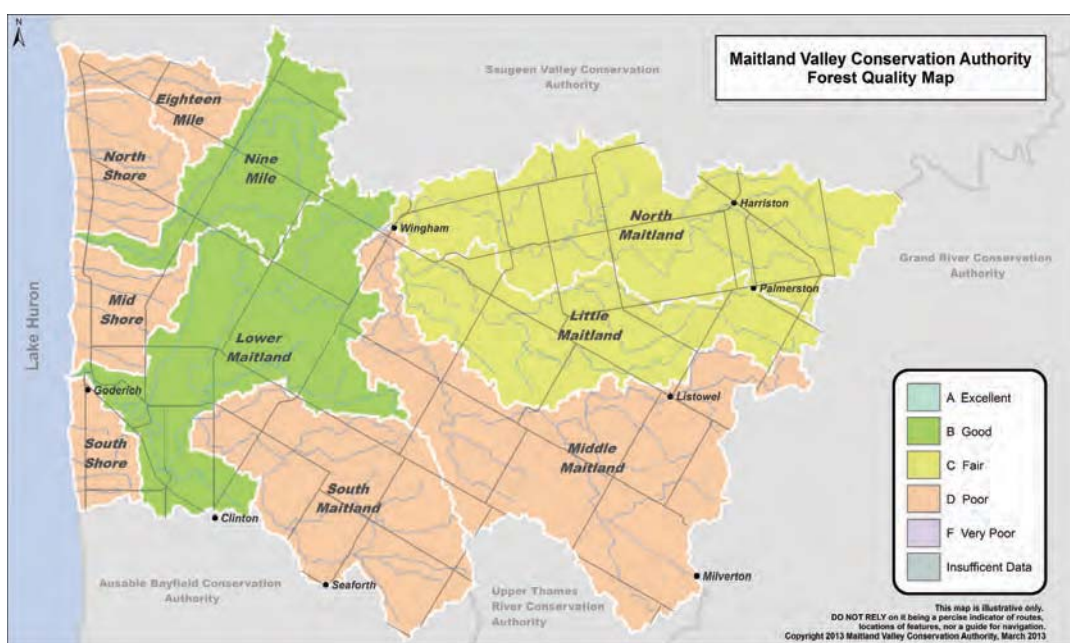 N
Maitland Valley Conservation Authority
Forest Quality Map
Ssugeen Valley Conservation
Authority
Eighteen
Mile
North
Shore
Nine
Mile
Wingham
North
Maitland
Harriston
Grand River Conservation
Authority
Palmerston
Mid
Shore
Lower
Maitland
Little
Maitland
Lake Huron
Goderich
Listowel
South
Shore
Middle
Maitland
South
Maitland
Clinton
Seaforth
Milverton
Ausable Bayfield Conservation
Authority
Upper Thames
River Conservation
Authority
A Excellent
B Good
C Fair
D Poor
F Very Poor
Insufficent Data
This map is illustrative only.
DO NOT RELY on it being a percise indicator of routes,
locations of features, nor a guide for navigation.
Copyright 2013 Maitland Valley Conservation Authority, March 2013